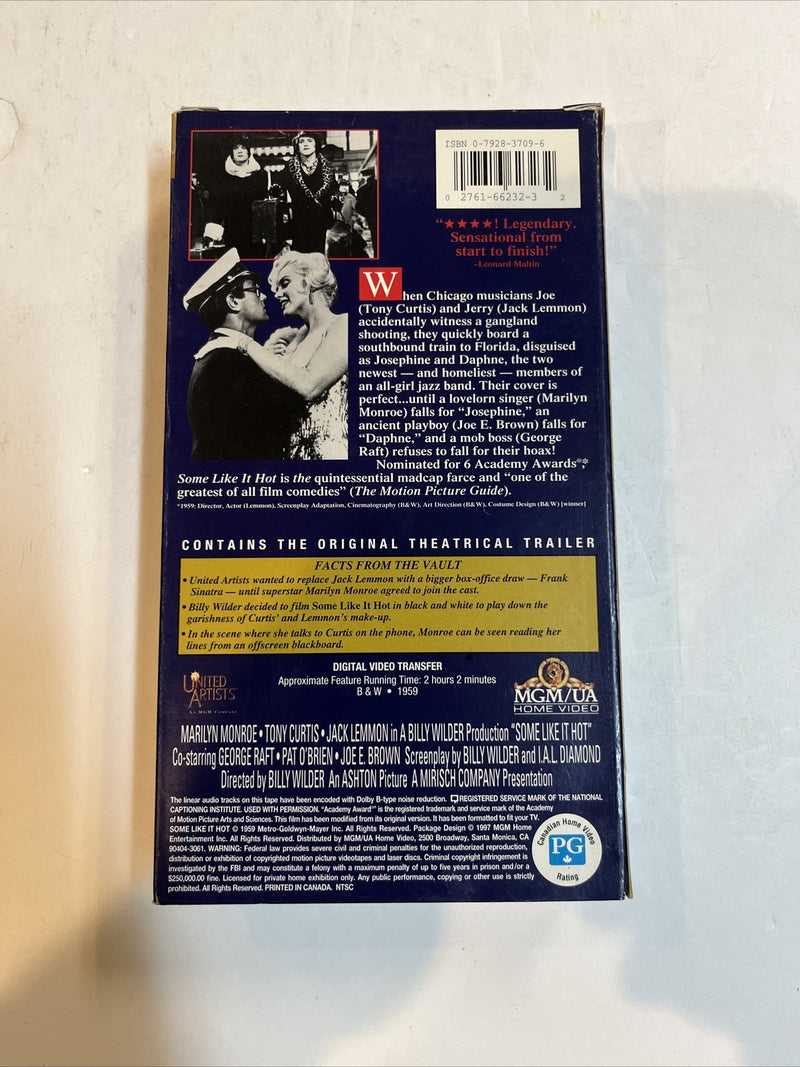 ISBN 0-7928-3709-6
0 2761-66232-3 2
“★★★★! Legendary.
Sensational from
start to finish!”
–Leonard Maltin
When Chicago musicians Joe
(Tony Curtis) and Jerry (Jack Lemmon)
accidentally witness a gangland
shooting, they quickly board a
southbound train to Florida, disguised
as Josephine and Daphne, the two
newest — and homeliest — members of
an all-girl jazz band. Their cover is
perfect...until a lovelorn singer (Marilyn
Monroe) falls for “Josephine,” an
ancient playboy (Joe E. Brown) falls for
“Daphne,” and a mob boss (George
Raft) refuses to fall for their hoax!
Nominated for 6 Academy Awards®,*
Some Like It Hot is the quintessential madcap farce and “one of the
greatest of all film comedies” (The Motion Picture Guide).
*1959: Director, Actor (Lemmon), Screenplay Adaptation, Cinematography (B&W), Art Direction (B&W), Costume Design (B&W) [winner]
CONTAINS THE ORIGINAL THEATRICAL TRAILER
FACTS FROM THE VAULT
• United Artists wanted to replace Jack Lemmon with a bigger box-office draw — Frank
Sinatra — until superstar Marilyn Monroe agreed to join the cast.
• Billy Wilder decided to film Some Like It Hot in black and white to play down the
garishness of Curtis’ and Lemmon’s make-up.
• In the scene where she talks to Curtis on the phone, Monroe can be seen reading her
lines from an offscreen blackboard.
DIGITAL VIDEO TRANSFER
Approximate Feature Running Time: 2 hours 2 minutes
B & W • 1959
UNITED
ARTISTS
AN MGM COMPANY
MGM/UA
HOME VIDEO
MARILYN MONROE • TONY CURTIS • JACK LEMMON in A BILLY WILDER Production “SOME LIKE IT HOT”
Co-starring GEORGE RAFT • PAT O’BRIEN • JOE E. BROWN Screenplay by BILLY WILDER and I.A.L. DIAMOND
Directed by BILLY WILDER An ASHTON Picture A MIRISCH COMPANY Presentation
The linear audio tracks on this tape have been encoded with Dolby B-type noise reduction. REGISTERED SERVICE MARK OF THE NATIONAL
CAPTIONING INSTITUTE. USED WITH PERMISSION. “Academy Award” is the registered trademark and service mark of the Academy
of Motion Picture Arts and Sciences. This film has been modified from its original version. It has been formatted to fit your TV.
SOME LIKE IT HOT © 1959 Metro-Goldwyn-Mayer Inc. All Rights Reserved. Package Design © 1997 MGM Home
Entertainment Inc. All Rights Reserved. Distributed by MGM/UA Home Video, 2500 Broadway, Santa Monica, CA
90404-3061. WARNING: Federal law provides severe civil and criminal penalties for the unauthorized reproduction,
distribution or exhibition of copyrighted motion picture videotapes and laser discs. Criminal copyright infringement is
investigated by the FBI and may constitute a felony with a maximum penalty of up to five years in prison and/or a
$250,000.00 fine. Licensed for private home exhibition only. Any public performance, copying or other use is strictly
prohibited. All Rights Reserved. PRINTED IN CANADA. NTSC
Canadian Home Video
PG
Rating